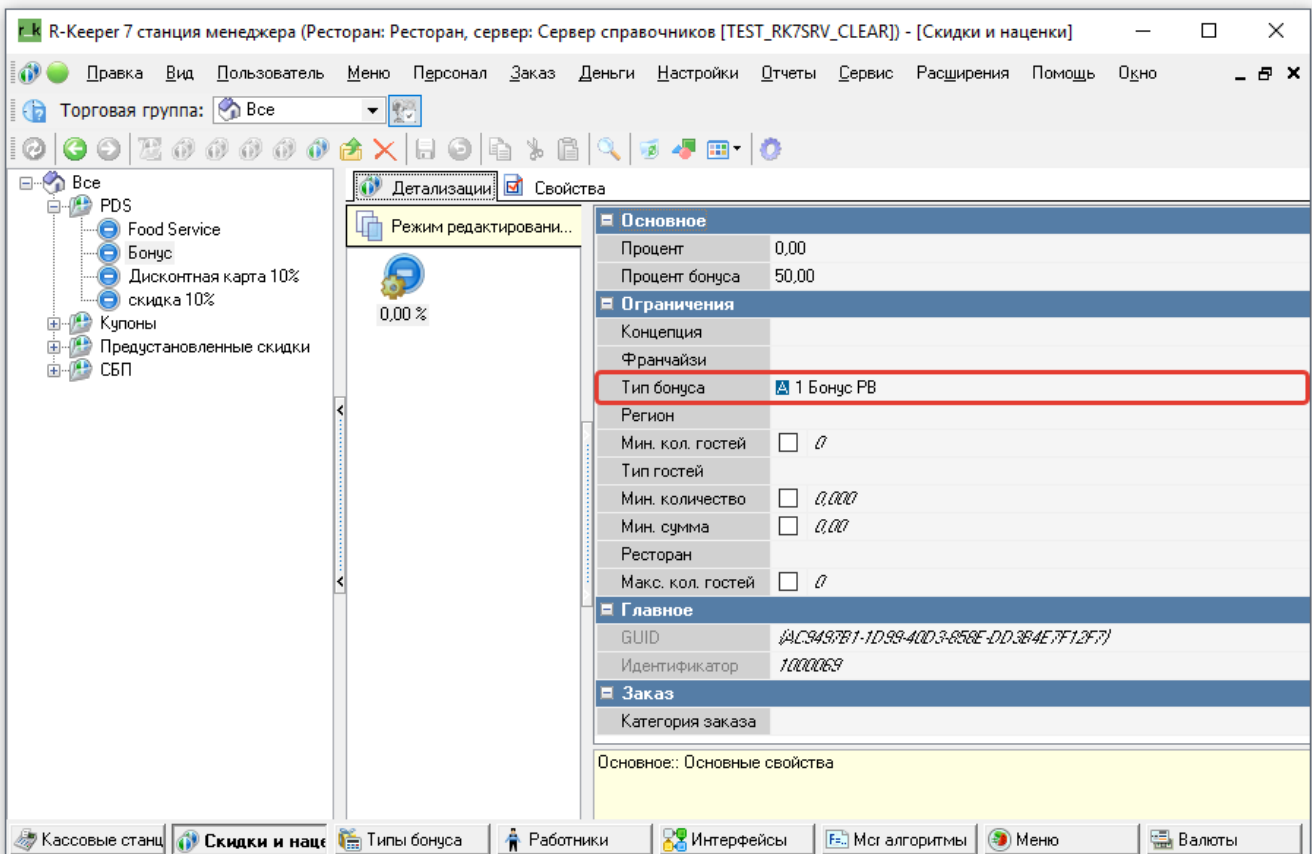 r_k R-Keeper 7 станция менеджера (Ресторан: Ресторан, сервер: Сервер справочников [TEST_RK7SRV_CLEAR]) - [Скидки и наценки]
Правка Вид Пользователь Меню Персонал Заказ Деньги Настройки Отчеты Сервис Расширения Помощь Окно
Торговая группа: Все
Все
PDS
Food Service
Бонус
Дисконтная карта 10%
скидка 10%
Купоны
Предустановленные скидки
СБП
Детализации Свойства
Режим редактировани...
0,00 %
Основное
Процент 0,00
Процент бонуса 50,00
Ограничения
Концепция
Франчайзи
Тип бонуса A 1 Бонус РВ
Регион
Мин. кол. гостей 0
Тип гостей
Мин. количество 0,000
Мин. сумма 0,00
Ресторан
Макс. кол. гостей 0
Главное
GUID {AC9497B1-1D99-40D3-858E-DD3B4E7F12F7}
Идентификатор 1000069
Заказ
Категория заказа
Основное:: Основные свойства
Кассовые станц Скидки и наце Типы бонуса Работники Интерфейсы F=.. Мсг алгоритмы Меню Валюты